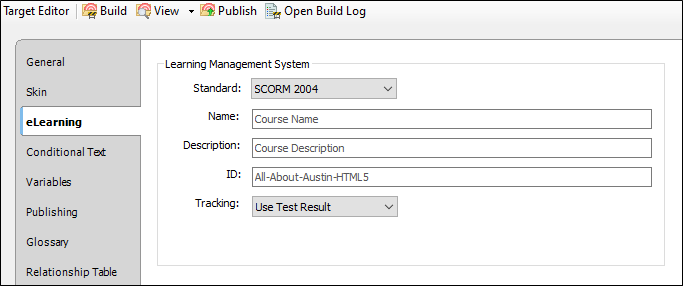 Target Editor Build View Publish Open Build Log
General
Skin
eLearning
Conditional Text
Variables
Publishing
Glossary
Relationship Table
Learning Management System
Standard: SCORM 2004
Name: Course Name
Description: Course Description
ID: All-About-Austin-HTML5
Tracking: Use Test Result